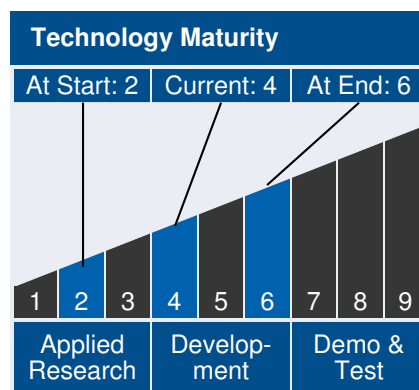 Technology Maturity
At Start: 2 Current: 4 At End: 6
1 2 3 4 5 6 7 8 9
Applied
Research
Develop-
ment
Demo &
Test